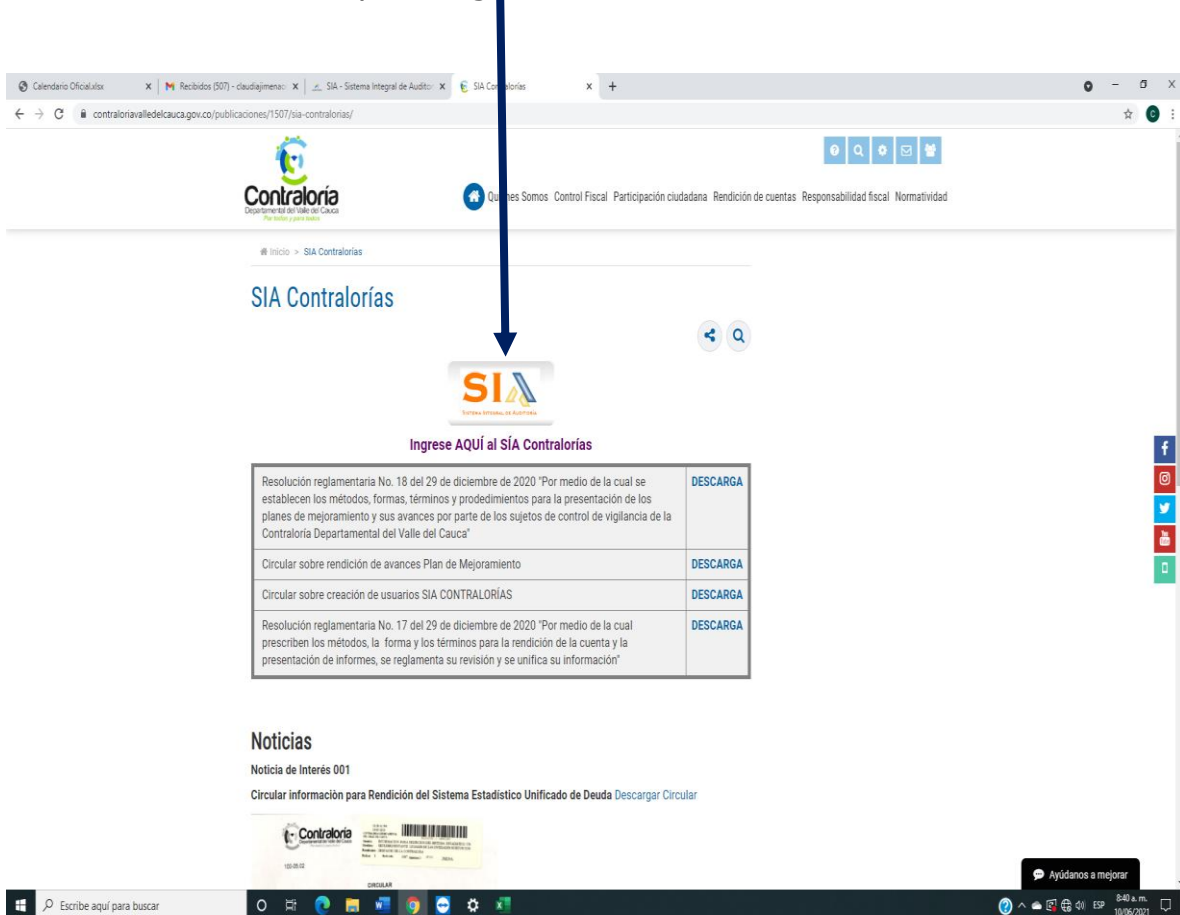 Calendario Oficial.xlsx
Recibidos (507) - claudiajimenac
SIA - Sistema Integral de Auditor
SIA Contralorías
contraloriavalledelcauca.gov.co/publicaciones/1507/sia-contralorias/
Contraloría
Departamental del Valle del Cauca
Control Fiscal Participación ciudadana Rendición de cuentas Responsabilidad fiscal Normatividad
Inicio > SIA Contralorías
SIA Contralorías
SIA
Sistema Integral de Auditoría
Ingrese AQUÍ al SÍA Contralorías
Resolución reglamentaria No. 18 del 29 de diciembre de 2020 "Por medio de la cual se DESCARGA
establecen los métodos, formas, términos y prodedimientos para la presentación de los
planes de mejoramiento y sus avances por parte de los sujetos de control de vigilancia de la
Contraloría Departamental del Valle del Cauca"
Circular sobre rendición de avances Plan de Mejoramiento DESCARGA
Circular sobre creación de usuarios SIA CONTRALORÍAS DESCARGA
Resolución reglamentaria No. 17 del 29 de diciembre de 2020 "Por medio de la cual DESCARGA
prescriben los métodos, la forma y los términos para la rendición de la cuenta y la
presentación de informes, se reglamenta su revisión y se unifica su información"
Noticias
Noticia de Interés 001
Circular informaciòn para Rendición del Sistema Estadístico Unificado de Deuda Descargar Circular
Contraloría
CIRCULAR
Ayúdanos a mejorar
Escribe aquí para buscar
ESP
8:40 a. m.
10/06/2021